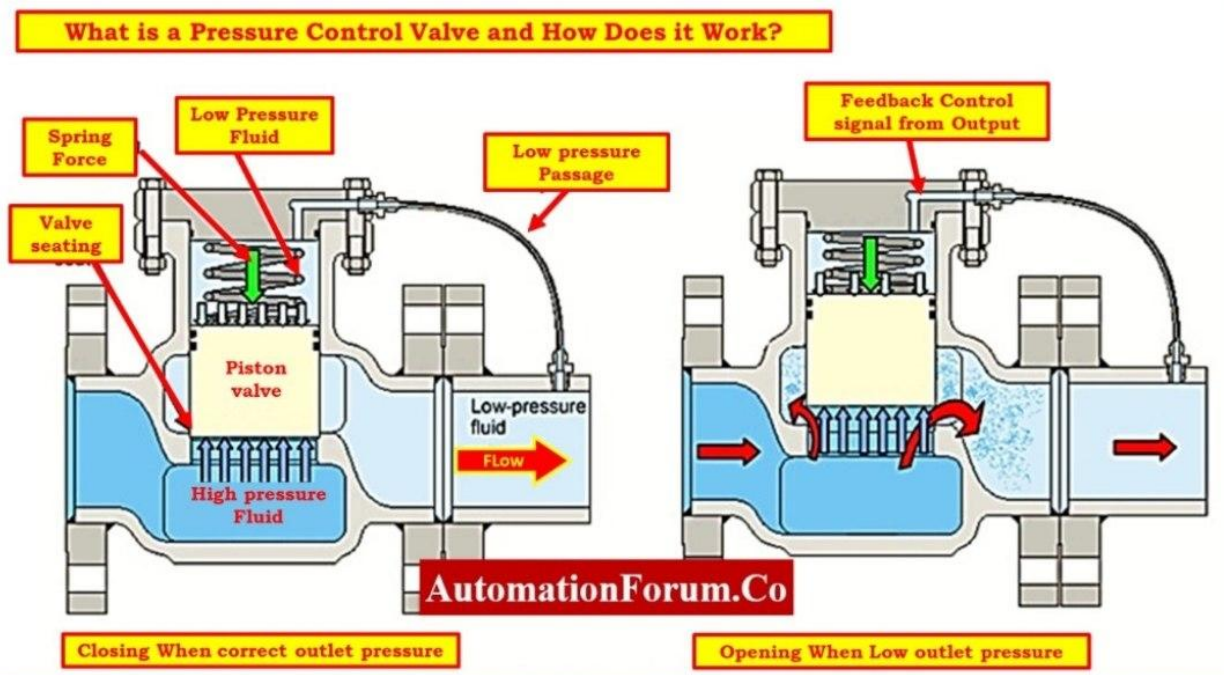 What is a Pressure Control Valve and How Does it Work?
Spring
Force
Low Pressure
Fluid
Low pressure
Passage
Feedback Control
signal from Output
Valve
seating
Piston
valve
Low-pressure
fluid
FLow
High pressure
Fluid
AutomationForum.Co
Closing When correct outlet pressure
Opening When Low outlet pressure